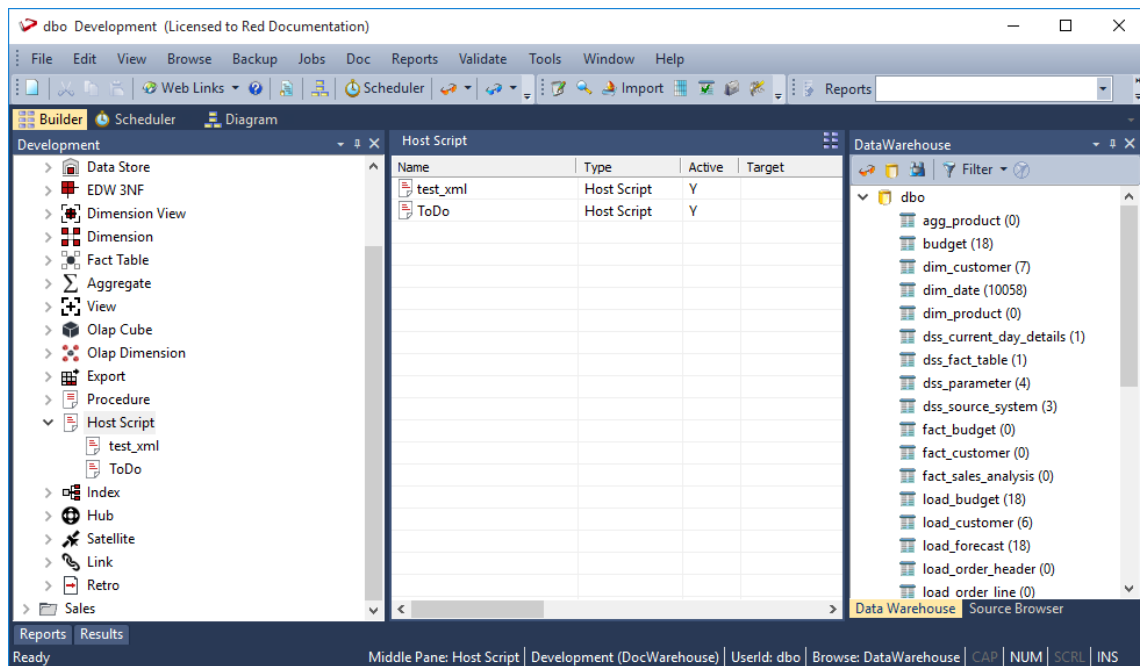 dbo Development (Licensed to Red Documentation)
File Edit View Browse Backup Jobs Doc Reports Validate Tools Window Help
Web Links Scheduler Import Reports
Builder Scheduler Diagram
Development
Data Store
EDW 3NF
Dimension View
Dimension
Fact Table
Aggregate
View
Olap Cube
Olap Dimension
Export
Procedure
Host Script
test_xml
ToDo
Index
Hub
Satellite
Link
Retro
Sales
Host Script
Name Type Active Target
test_xml Host Script Y
ToDo Host Script Y
DataWarehouse
Filter
dbo
agg_product (0)
budget (18)
dim_customer (7)
dim_date (10058)
dim_product (0)
dss_current_day_details (1)
dss_fact_table (1)
dss_parameter (4)
dss_source_system (3)
fact_budget (0)
fact_customer (0)
fact_sales_analysis (0)
load_budget (18)
load_customer (6)
load_forecast (18)
load_order_header (0)
load_order_line (0)
Data Warehouse Source Browser
Reports Results
Ready Middle Pane: Host Script Development (DocWarehouse) UserId: dbo Browse: DataWarehouse CAP NUM SCRL INS